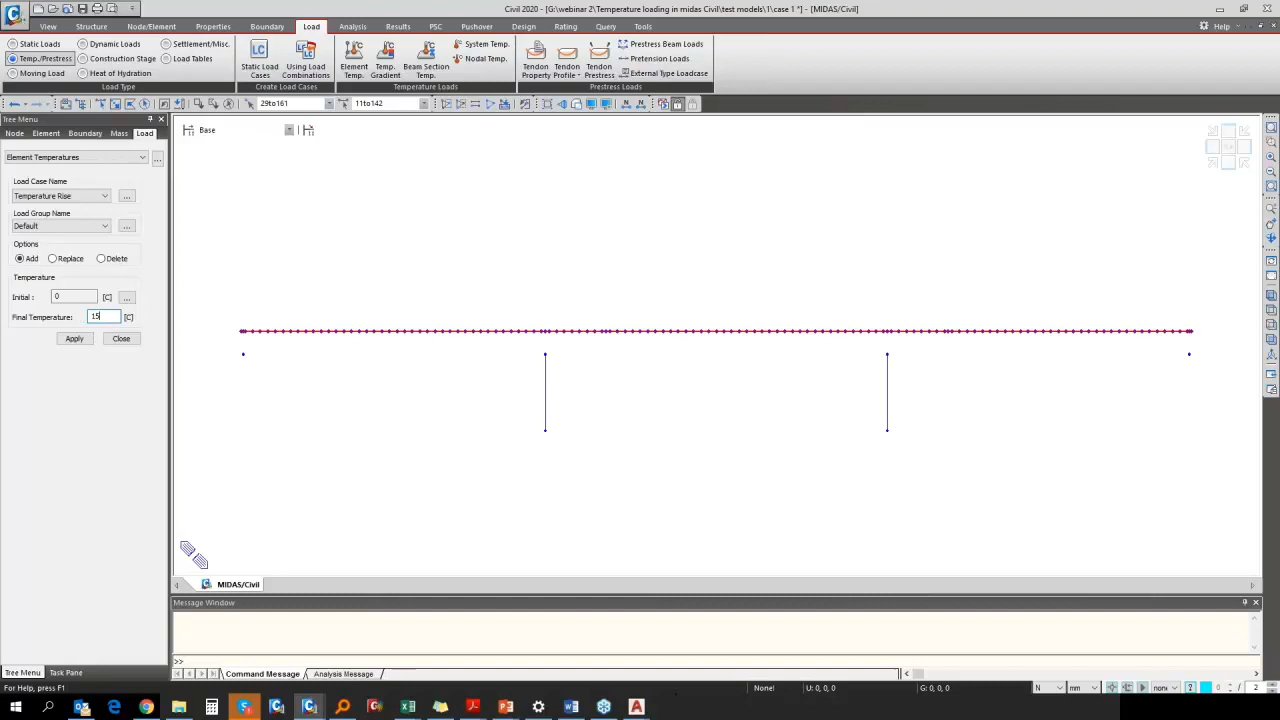 Civil 2020 - [G:\webinar 2\Temperature loading in midas Civil\test models\1\case 1 *] - [MIDAS/Civil]
View Structure Node/Element Properties Boundary Load Analysis Results PSC Pushover Design Rating Query Tools Help
Static Loads Dynamic Loads Settlement/Misc.
Temp./Prestress Construction Stage Load Tables
Moving Load Heat of Hydration
Load Type
Static Load Cases
Using Load Combinations
Create Load Cases
Element Temp.
Temp. Gradient
Beam Section Temp.
System Temp.
Nodal Temp.
Temperature Loads
Tendon Property
Tendon Profile
Tendon Prestress
Prestress Beam Loads
Pretension Loads
External Type Loadcase
Prestress Loads
29to161 11to142
Tree Menu
Node Element Boundary Mass Load
Element Temperatures ...
Load Case Name
Temperature Rise ...
Load Group Name
Default ...
Options
Add Replace Delete
Temperature
Initial : 0 [C] ...
Final Temperature: 15 [C]
Apply Close
Base
MIDAS/Civil
Message Window
>>
Command Message Analysis Message
Tree Menu Task Pane
For Help, press F1
None! U: 0, 0, 0 G: 0, 0, 0 N mm none ? 0 / 2